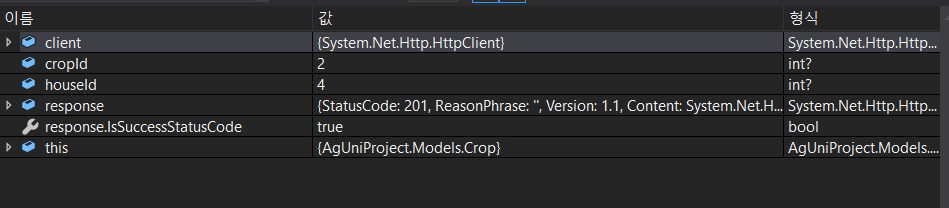 이름 값 형식
client {System.Net.Http.HttpClient} System.Net.Http.Http...
cropId 2 int?
houseId 4 int?
response {StatusCode: 201, ReasonPhrase: '', Version: 1.1, Content: System.Net.H... System.Net.Http.Http...
response.IsSuccessStatusCode true bool
this {AgUniProject.Models.Crop} AgUniProject.Models....